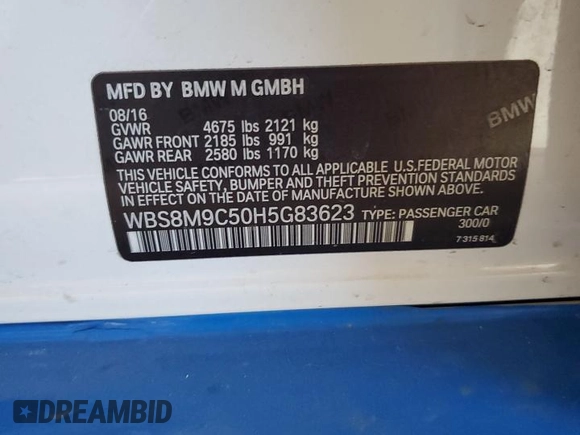 MFD BY BMW M GMBH
08/16
GVWR 4675 lbs 2121 kg
GAWR FRONT 2185 lbs 991 kg
GAWR REAR 2580 lbs 1170 kg
THIS VEHICLE CONFORMS TO ALL APPLICABLE U.S.FEDERAL MOTOR
VEHICLE SAFETY, BUMPER AND THEFT PREVENTION STANDARDS
IN EFFECT ON THE DATE OF MANUFACTURE SHOWN ABOVE.
WBS8M9C50H5G83623 TYPE: PASSENGER CAR
300/0
7 315 814
BMW
DREAMBID